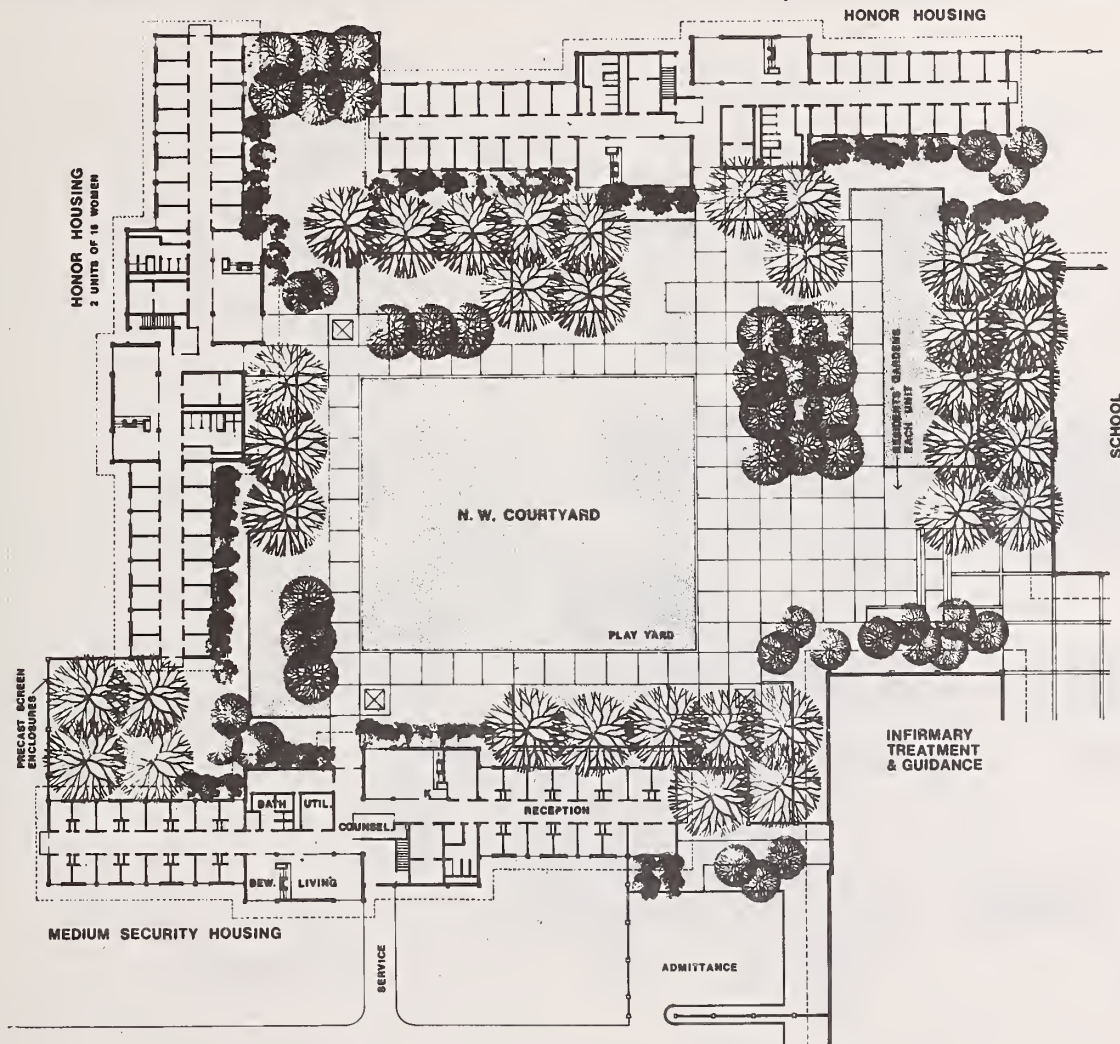 HONOR HOUSING
HONOR HOUSING
2 UNITS OF 16 WOMEN
RESIDENTS' GARDENS
EACH UNIT
SCHOOL
N. W. COURTYARD
PLAY YARD
PRECAST SCREEN
ENCLOSURES
INFIRMARY
TREATMENT
& GUIDANCE
BATH
UTIL.
COUNSEL
RECEPTION
BEW.
LIVING
MEDIUM SECURITY HOUSING
SERVICE
ADMITTANCE